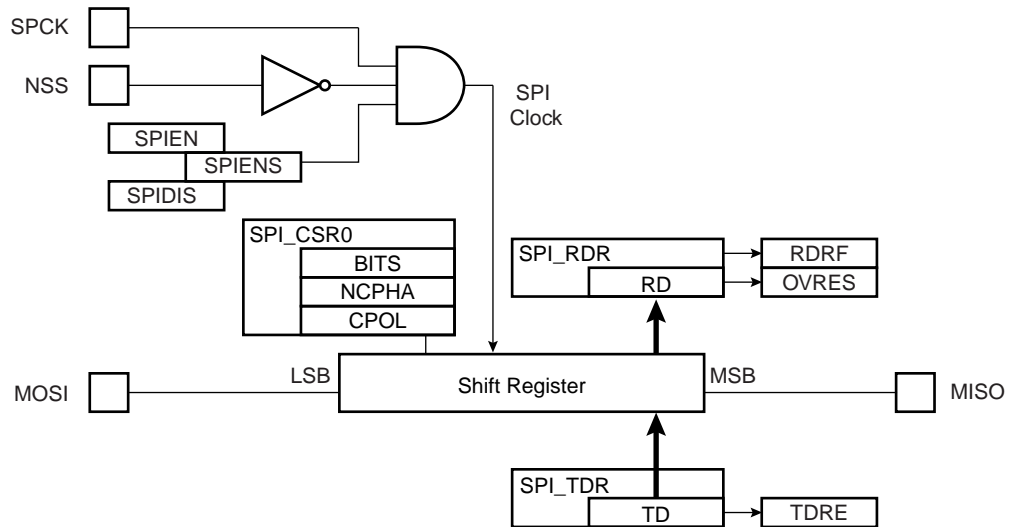 SPCK
NSS
SPI
Clock
SPIEN
SPIENS
SPIDIS
SPI_CSR0
BITS
NCPHA
CPOL
SPI_RDR
RD
RDRF
OVRES
MOSI
LSB
Shift Register
MSB
MISO
SPI_TDR
TD
TDRE